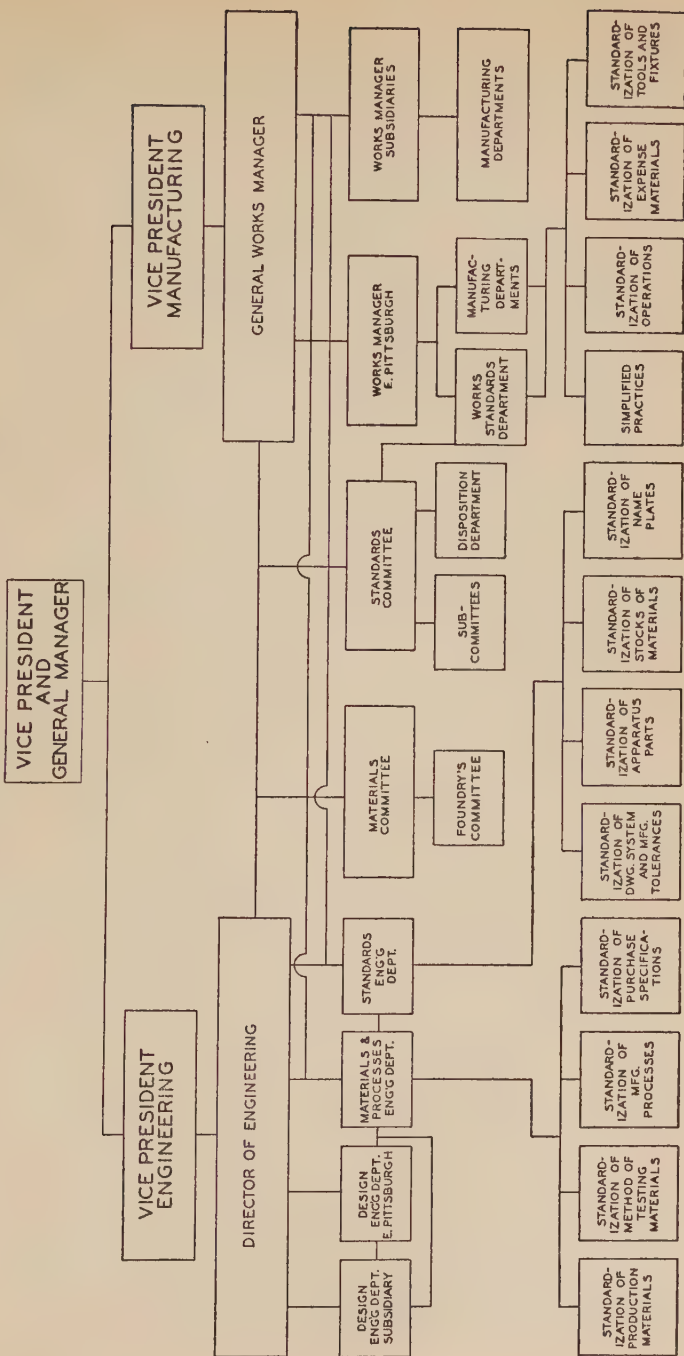 VICE PRESIDENT
AND
GENERAL MANAGER
VICE PRESIDENT
ENGINEERING
VICE PRESIDENT
MANUFACTURING
DIRECTOR OF ENGINEERING
GENERAL WORKS MANAGER
DESIGN
ENG'G DEPT.
SUBSIDIARY
DESIGN
ENG'G DEPT.
E. PITTSBURGH
MATERIALS &
PROCESSES
ENG'G DEPT.
STANDARDS
ENG'G
DEPT.
MATERIALS
COMMITTEE
STANDARDS
COMMITTEE
WORKS MANAGER
E. PITTSBURGH
WORKS MANAGER
SUBSIDIARIES
FOUNDRY'S
COMMITTEE
SUB-
COMMITTEES
DISPOSITION
DEPARTMENT
WORKS
STANDARDS
DEPARTMENT
MANUFAC-
TURING
DEPART-
MENTS
MANUFACTURING
DEPARTMENTS
STANDARD-
IZATION OF
PRODUCTION
MATERIALS
STANDARD-
IZATION OF
METHOD OF
TESTING
MATERIALS
STANDARD-
IZATION OF
MFG.
PROCESSES
STANDARD-
IZATION OF
PURCHASE
SPECIFICA-
TIONS
STANDARD-
IZATION OF
DWG. SYSTEM
AND MFG.
TOLERANCES
STANDARD-
IZATION OF
APPARATUS
PARTS
STANDARD-
IZATION OF
STOCKS OF
MATERIALS
STANDARD-
IZATION OF
NAME
PLATES
SIMPLIFIED
PRACTICES
STANDARD-
IZATION OF
OPERATIONS
STANDARD-
IZATION OF
EXPENSE
MATERIALS
STANDARD-
IZATION OF
TOOLS AND
FIXTURES